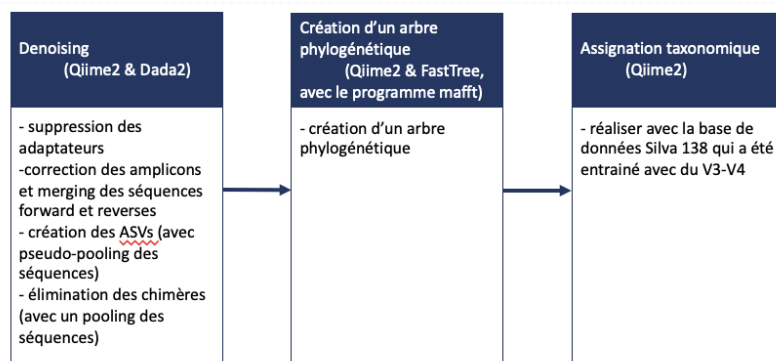 Denoising
(Qiime2 & Dada2)
- suppression des
adaptateurs
-correction des amplicons
et merging des séquences
forward et reverses
- création des ASVs (avec
pseudo-pooling des
séquences)
- élimination des chimères
(avec un pooling des
séquences)
Création d’un arbre
phylogénétique
(Qiime2 & FastTree,
avec le programme mafft)
- création d’un arbre
phylogénétique
Assignation taxonomique
(Qiime2)
- réaliser avec la base de
données Silva 138 qui a été
entrainé avec du V3-V4